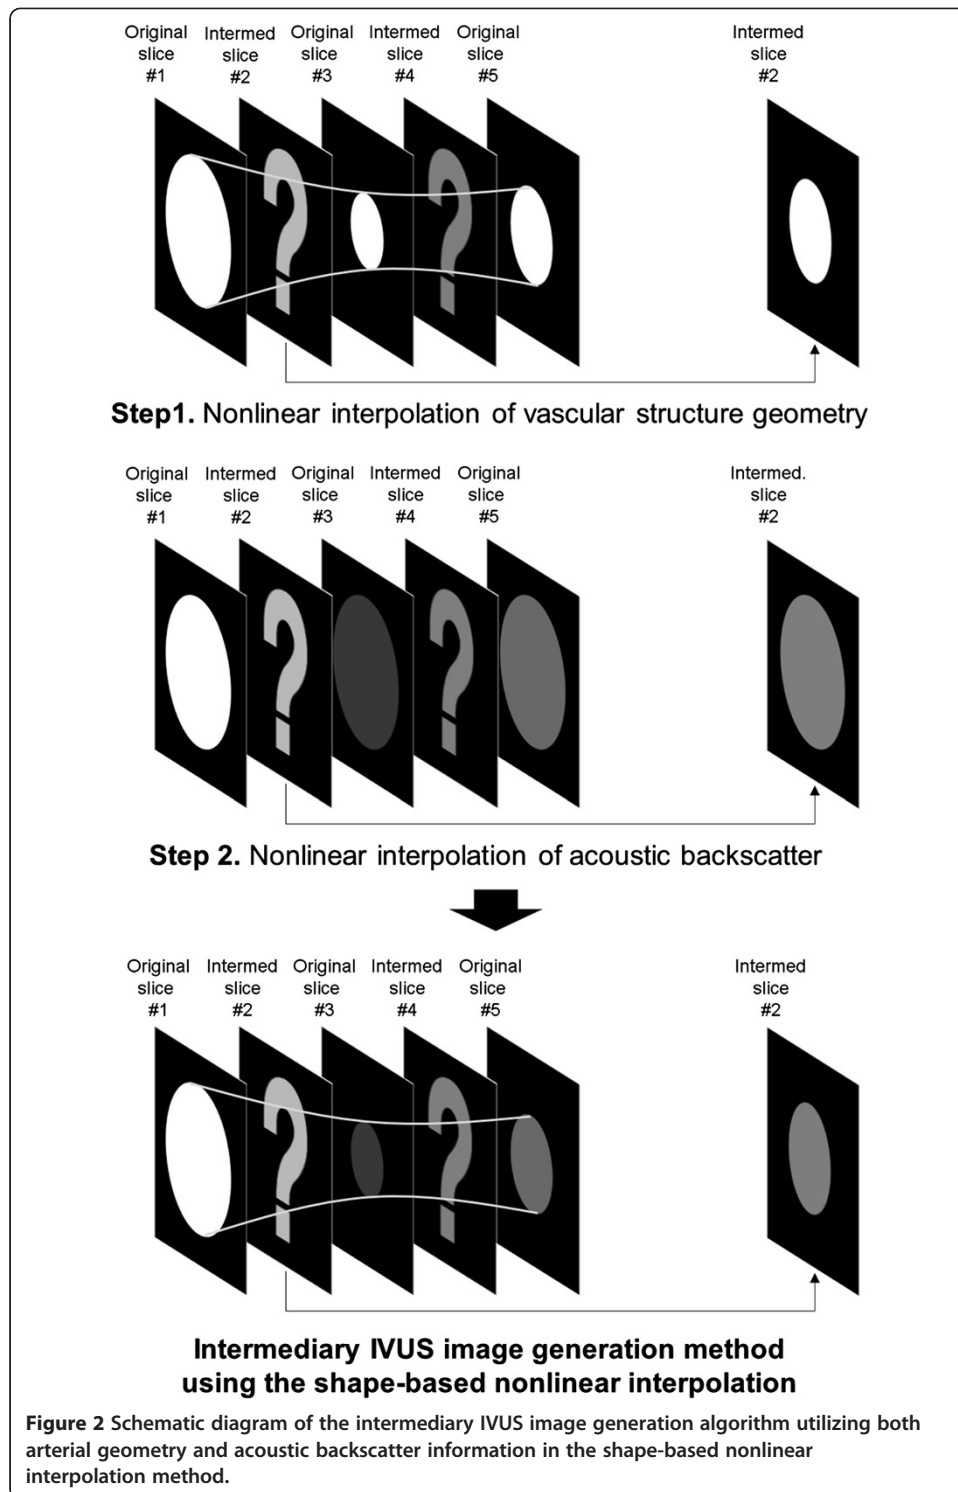 Original Intermed Original Intermed Original Intermed
slice slice slice slice slice slice
#1 #2 #3 #4 #5 #2
? ?
Step1. Nonlinear interpolation of vascular structure geometry
Original Intermed Original Intermed Original Intermed.
slice slice slice slice slice slice
#1 #2 #3 #4 #5 #2
? ?
Step 2. Nonlinear interpolation of acoustic backscatter
Original Intermed Original Intermed Original Intermed
slice slice slice slice slice slice
#1 #2 #3 #4 #5 #2
? ?
Intermediary IVUS image generation method
using the shape-based nonlinear interpolation
Figure 2 Schematic diagram of the intermediary IVUS image generation algorithm utilizing both
arterial geometry and acoustic backscatter information in the shape-based nonlinear
interpolation method.